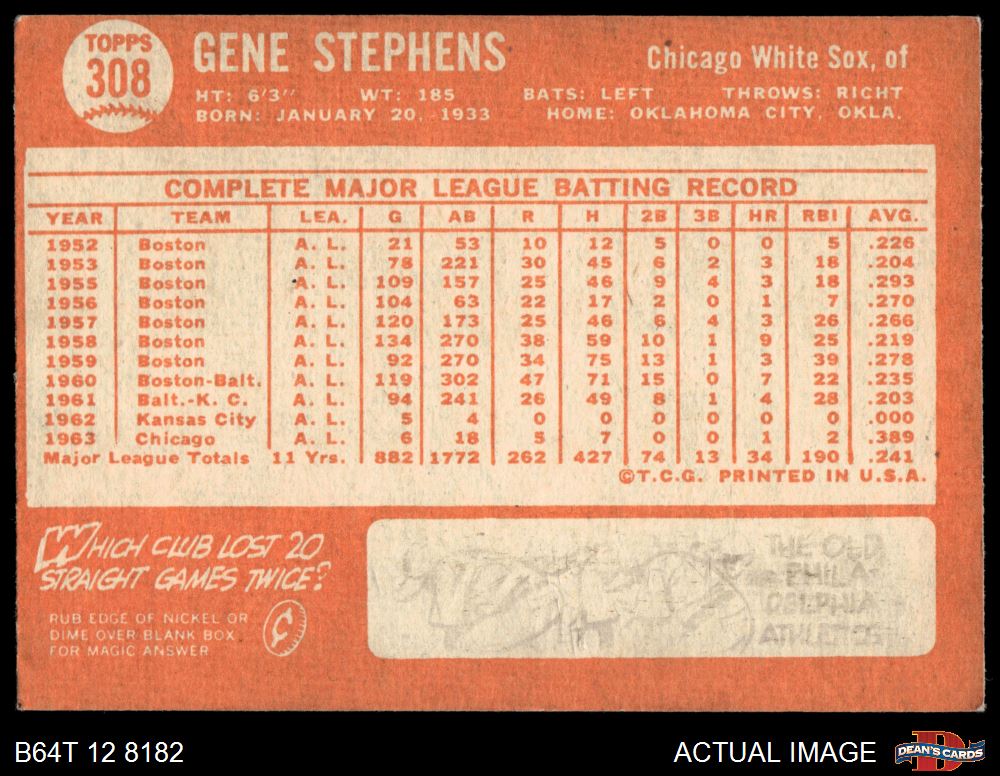 TOPPS
308
GENE STEPHENS
Chicago White Sox, of
HT: 6'3" WT: 185 BATS: LEFT THROWS: RIGHT
BORN: JANUARY 20, 1933 HOME: OKLAHOMA CITY, OKLA.
COMPLETE MAJOR LEAGUE BATTING RECORD
YEAR TEAM LEA. G AB R H 2B 3B HR RBI AVG.
1952 Boston A. L. 21 53 10 12 5 0 0 5 .226
1953 Boston A. L. 78 221 30 45 6 2 3 18 .204
1955 Boston A. L. 109 157 25 46 9 4 3 18 .293
1956 Boston A. L. 104 63 22 17 2 0 1 7 .270
1957 Boston A. L. 120 173 25 46 6 4 3 26 .266
1958 Boston A. L. 134 270 38 59 10 1 9 25 .219
1959 Boston A. L. 92 270 34 75 13 1 3 39 .278
1960 Boston-Balt. A. L. 119 302 47 71 15 0 7 22 .235
1961 Balt.-K. C. A. L. 94 241 26 49 8 1 4 28 .203
1962 Kansas City A. L. 5 4 0 0 0 0 0 0 .000
1963 Chicago A. L. 6 18 5 7 0 0 1 2 .389
Major League Totals 11 Yrs. 882 1772 262 427 74 13 34 190 .241
©T.C.G. PRINTED IN U.S.A.
WHICH CLUB LOST 20
STRAIGHT GAMES TWICE?
RUB EDGE OF NICKEL OR
DIME OVER BLANK BOX
FOR MAGIC ANSWER
¢
THE OLD
PHILA-
DELPHIA
ATHLETICS
B64T 12 8182
ACTUAL IMAGE
D
DEAN'S CARDS